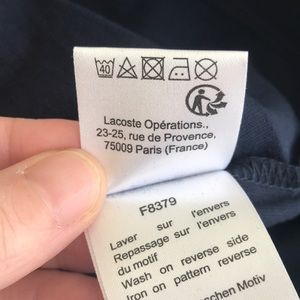 40
Lacoste Opérations.,
23-25, rue de Provence,
75009 Paris (France)
F8379
Laver sur l'envers
Repassage sur l'envers
du motif
Wash on reverse side
Iron on pattern reverse
chen Motiv